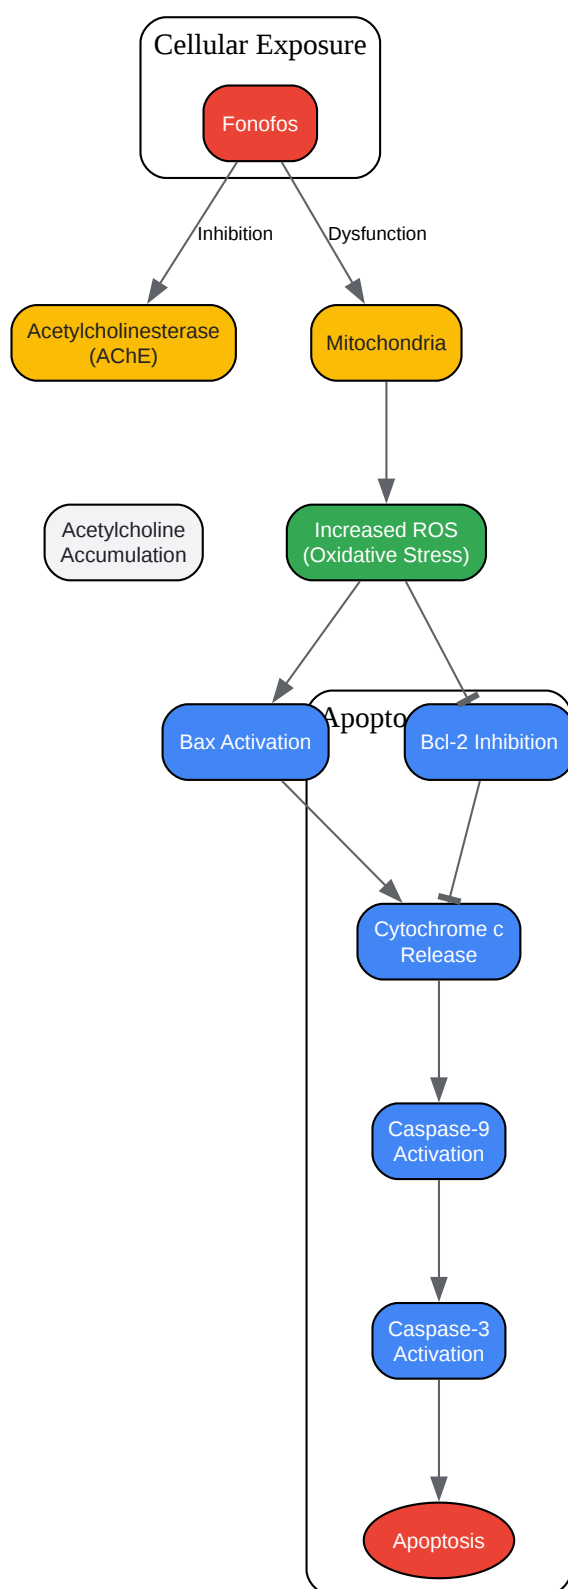 Cellular Exposure
Fonofos
Inhibition
Dysfunction
Acetylcholinesterase
(AChE)
Mitochondria
Acetylcholine
Accumulation
Increased ROS
(Oxidative Stress)
Bax Activation
Apopto
Bcl-2 Inhibition
Cytochrome c
Release
Caspase-9
Activation
Caspase-3
Activation
Apoptosis